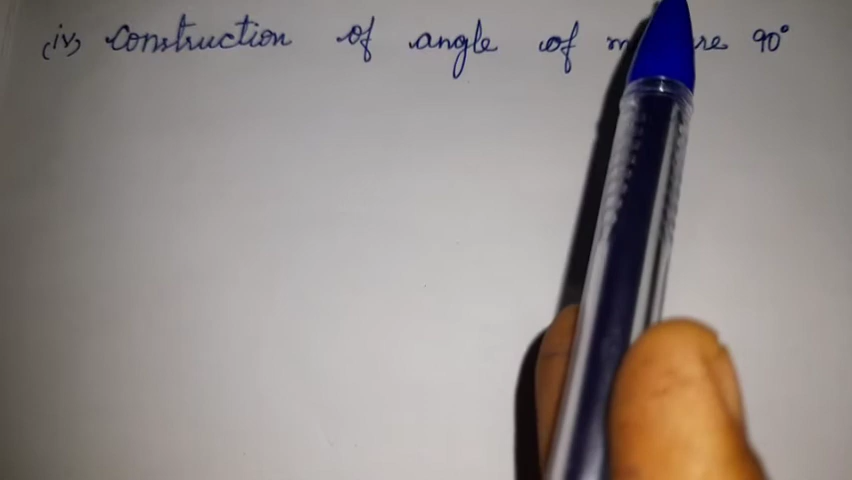 (iv) construction of angle of 90°